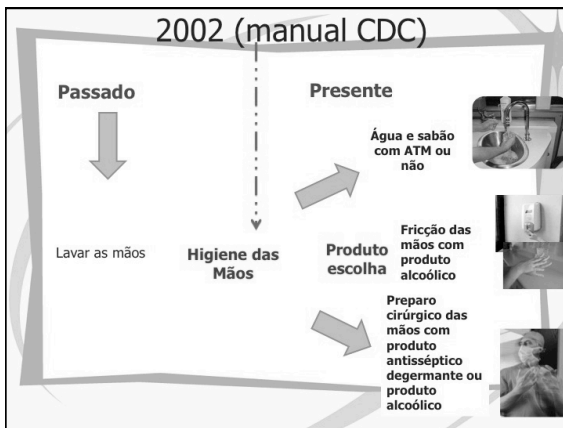 2002 (manual CDC)
Passado
Presente
Água e sabão
com ATM ou
não
Lavar as mãos
Higiene das
Mãos
Produto
escolha
Fricção das
mãos com
produto
alcoólico
Preparo
cirúrgico das
mãos com
produto
antisséptico
degermante ou
produto
alcoólico